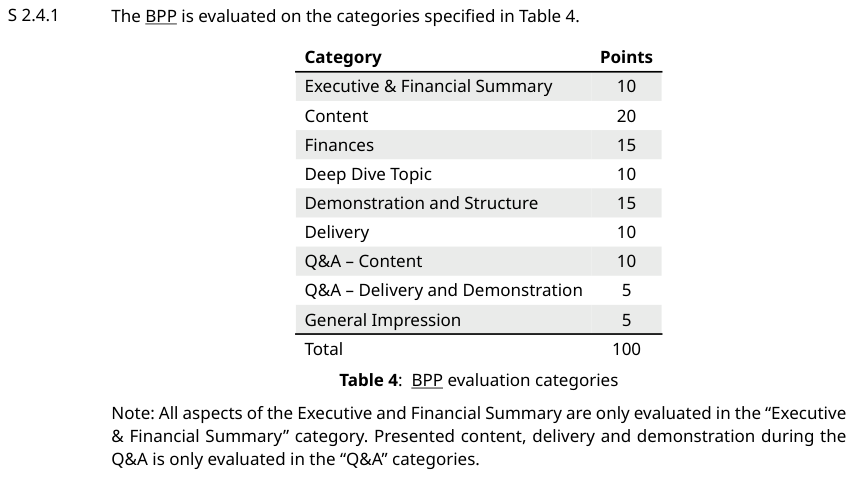 S 2.4.1 The BPP is evaluated on the categories specified in Table 4.
Category Points
Executive & Financial Summary 10
Content 20
Finances 15
Deep Dive Topic 10
Demonstration and Structure 15
Delivery 10
Q&A – Content 10
Q&A – Delivery and Demonstration 5
General Impression 5
Total 100
Table 4: BPP evaluation categories
Note: All aspects of the Executive and Financial Summary are only evaluated in the “Executive
& Financial Summary” category. Presented content, delivery and demonstration during the
Q&A is only evaluated in the “Q&A” categories.